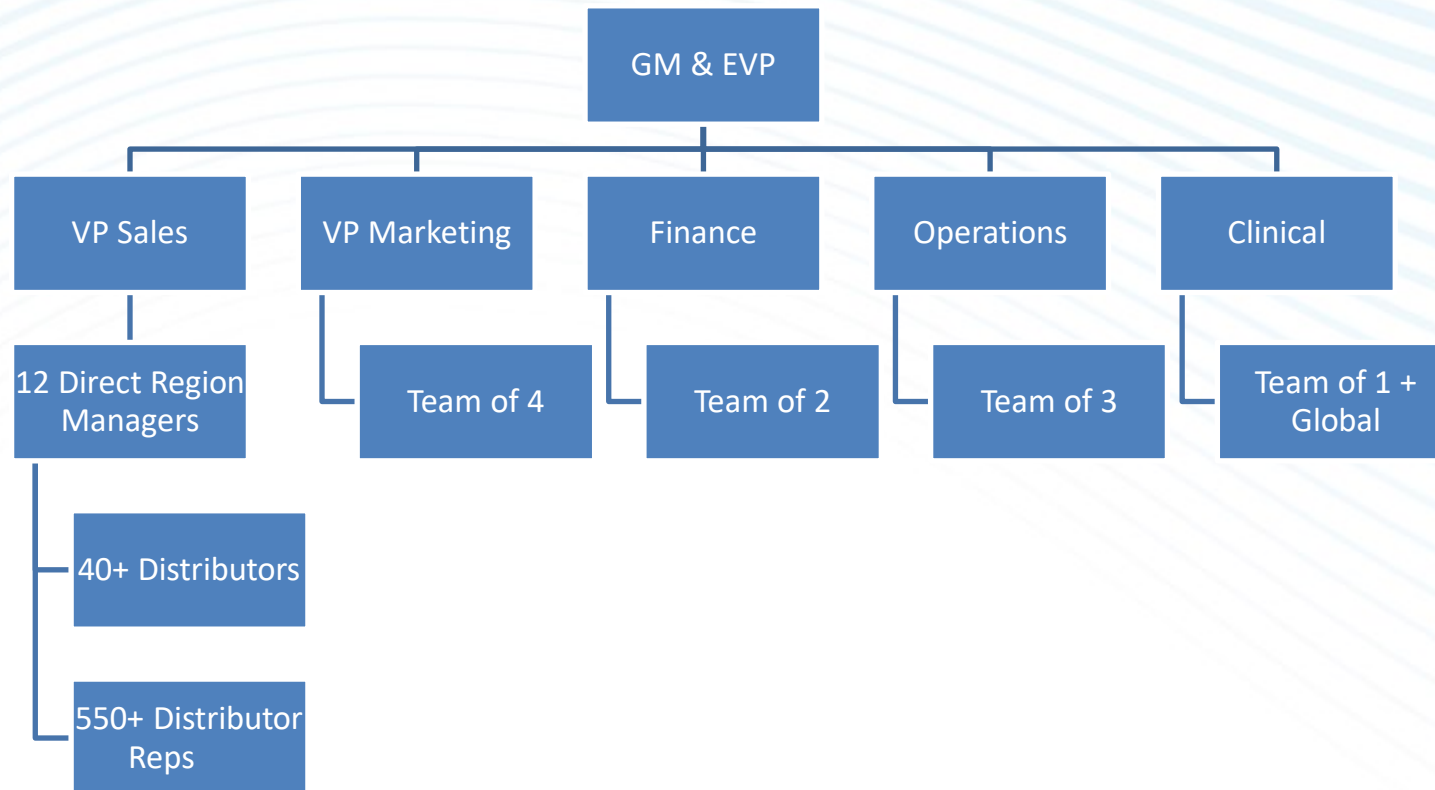 GM & EVP
VP Sales
VP Marketing
Finance
Operations
Clinical
12 Direct Region
Managers
Team of 4
Team of 2
Team of 3
Team of 1 +
Global
40+ Distributors
550+ Distributor
Reps